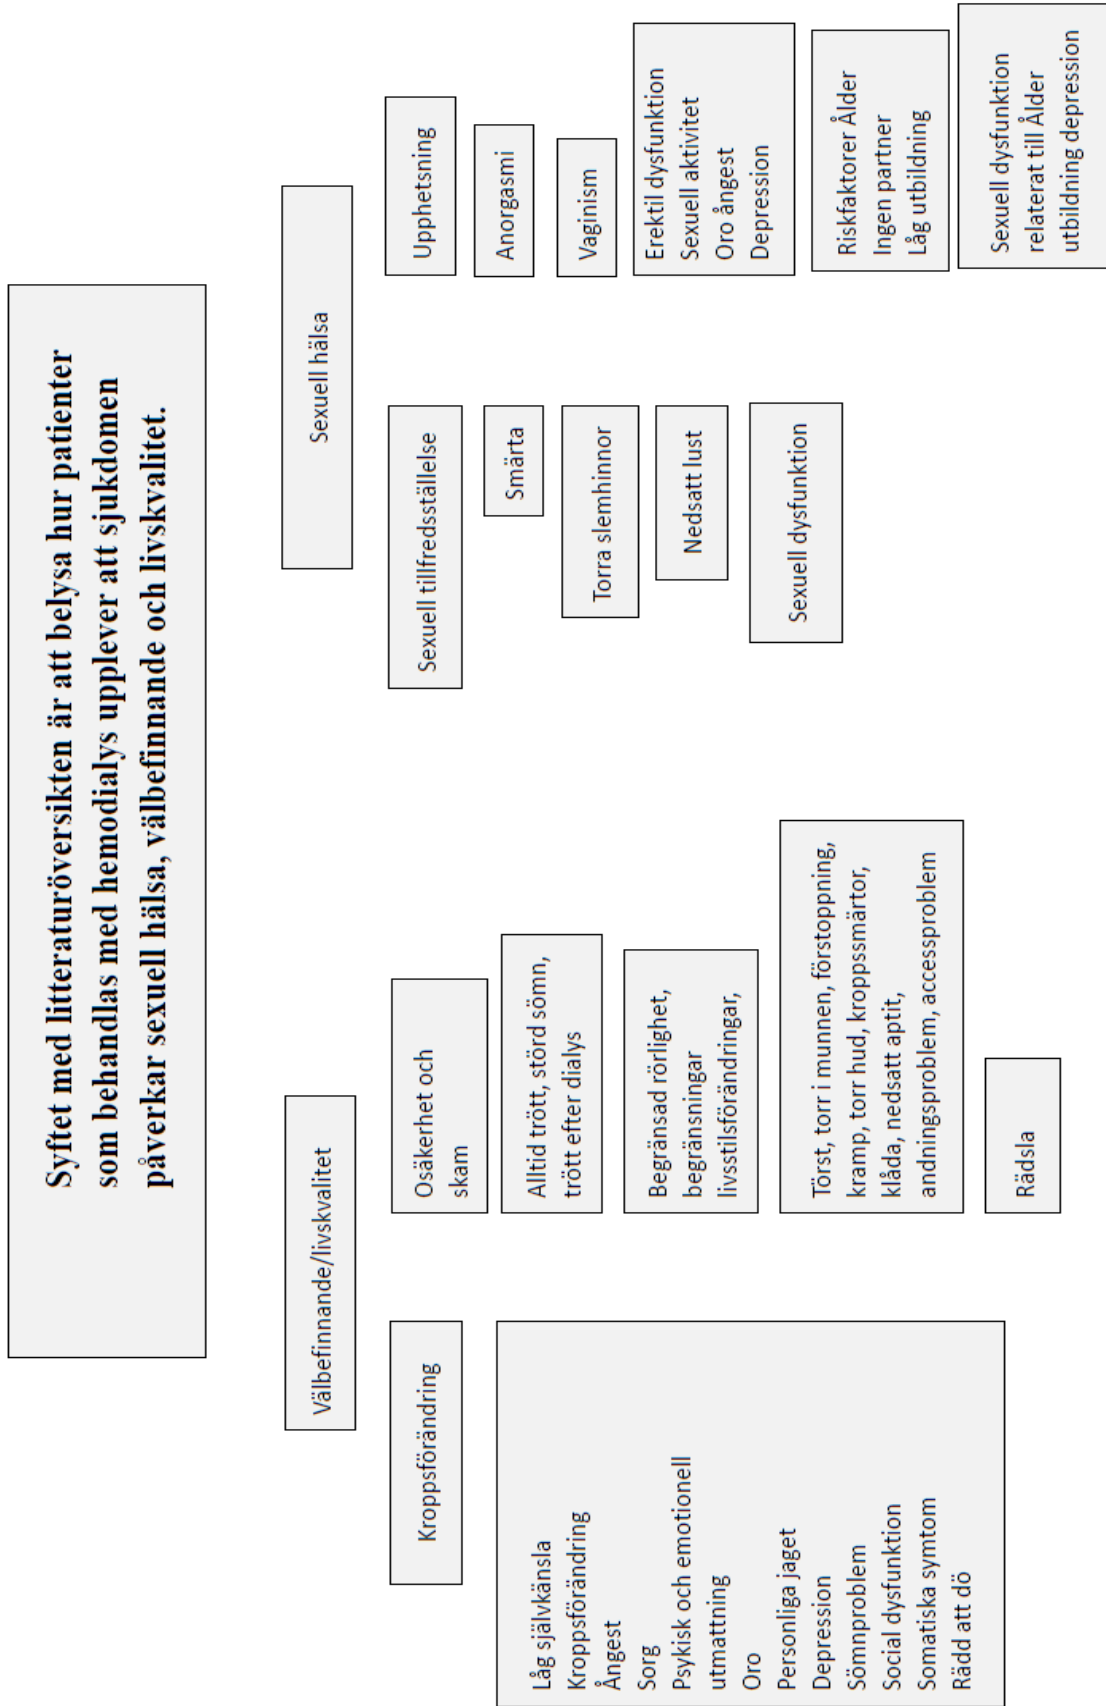 Syftet med litteraturöversikten är att belysa hur patienter
som behandlas med hemodialys upplever att sjukdomen
påverkar sexuell hälsa, välbefinnande och livskvalitet.
Välbefinnande/livskvalitet
Kroppsförändring
Låg självkänsla
Kroppsförändring
Ångest
Sorg
Psykisk och emotionell
utmattning
Oro
Personliga jaget
Depression
Sömnproblem
Social dysfunktion
Somatiska symtom
Rädd att dö
Osäkerhet och
skam
Alltid trött, störd sömn,
trött efter dialys
Begränsad rörlighet,
begränsningar
livsstilsförändringar,
Törst, torr i munnen, förstoppning,
kramp, torr hud, kroppssmärtor,
klåda, nedsatt aptit,
andningsproblem, accessproblem
Rädsla
Sexuell hälsa
Sexuell tillfredsställelse
Smärta
Torra slemhinnor
Nedsatt lust
Sexuell dysfunktion
Upphetsning
Anorgasmi
Vaginism
Erektil dysfunktion
Sexuell aktivitet
Oro ångest
Depression
Riskfaktorer Ålder
Ingen partner
Låg utbildning
Sexuell dysfunktion
relaterat till Ålder
utbildning depression